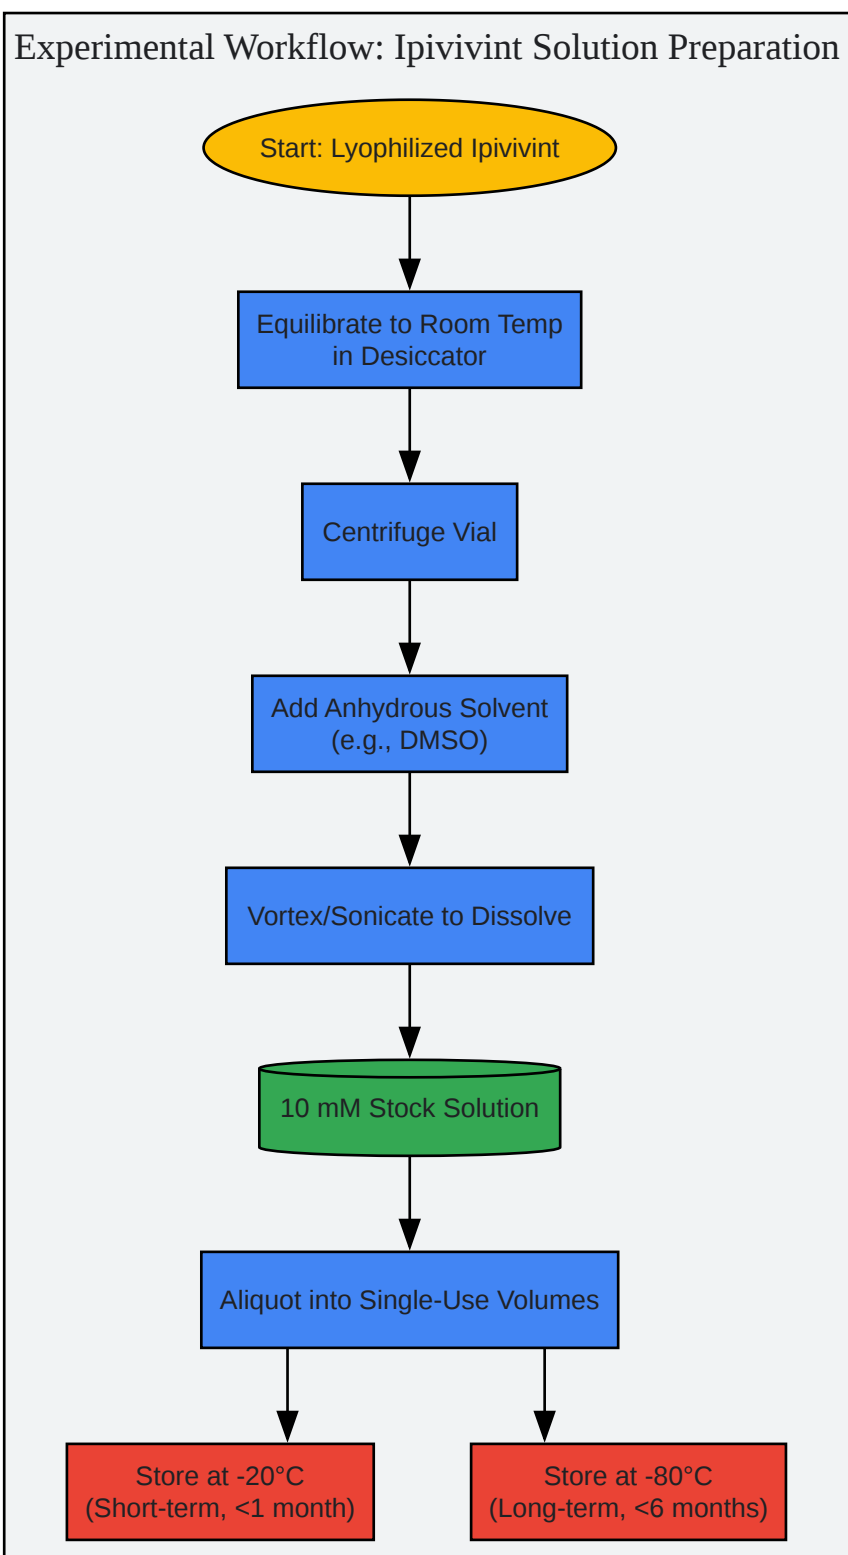 Experimental Workflow: Ipivivint Solution Preparation
Start: Lyophilized Ipivivint
Equilibrate to Room Temp
in Desiccator
Centrifuge Vial
Add Anhydrous Solvent
(e.g., DMSO)
Vortex/Sonicate to Dissolve
10 mM Stock Solution
Aliquot into Single-Use Volumes
Store at -20°C
(Short-term, <1 month)
Store at -80°C
(Long-term, <6 months)